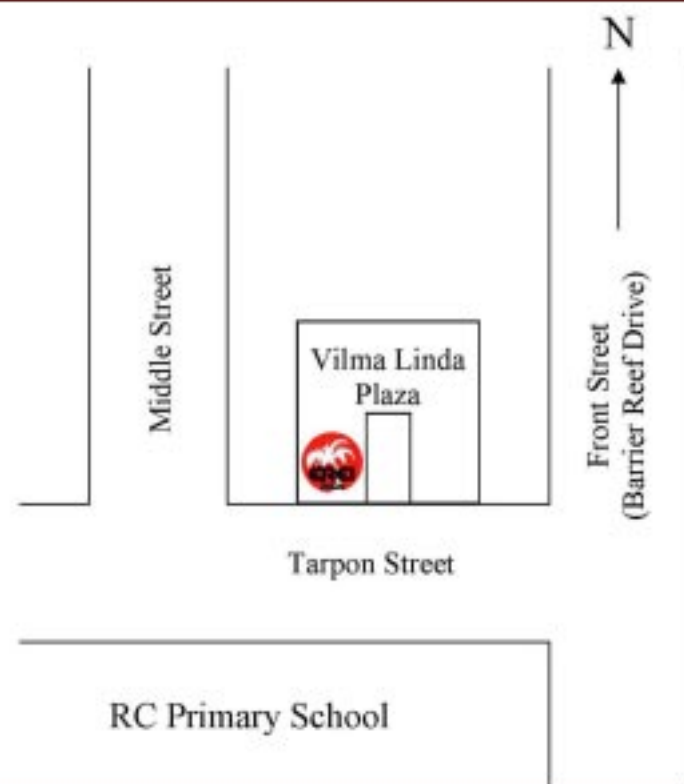 N
Middle Street
Vilma Linda
Plaza
Front Street
(Barrier Reef Drive)
Tarpon Street
RC Primary School